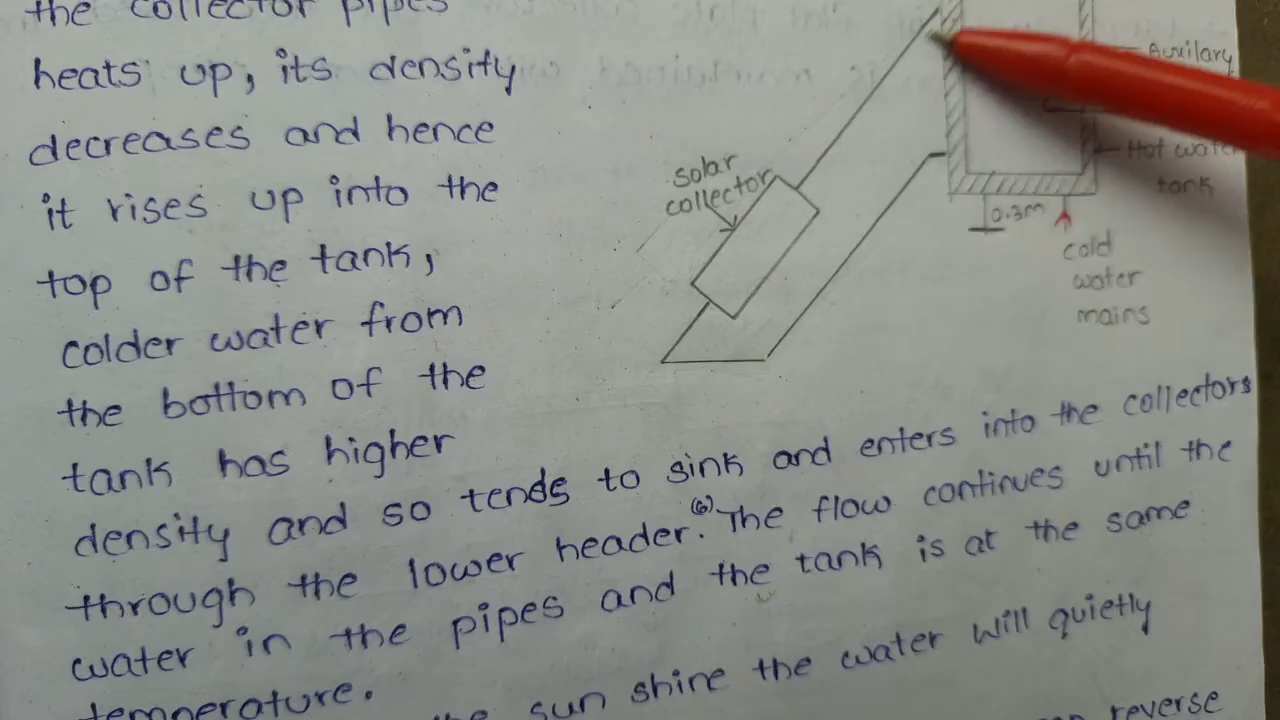 the collector pipes
heats up, its density
decreases and hence
it rises up into the
top of the tank,
colder water from
the bottom of the
tank has higher
density and so tends to sink and enters into the collectors
through the lower header. (6) The flow continues until the
water in the pipes and the tank is at the same
temperature.
the sun shine the water will quietly
reverse
solar
collector
Auxilary
Hot water
tank
0.3m
cold
water
mains